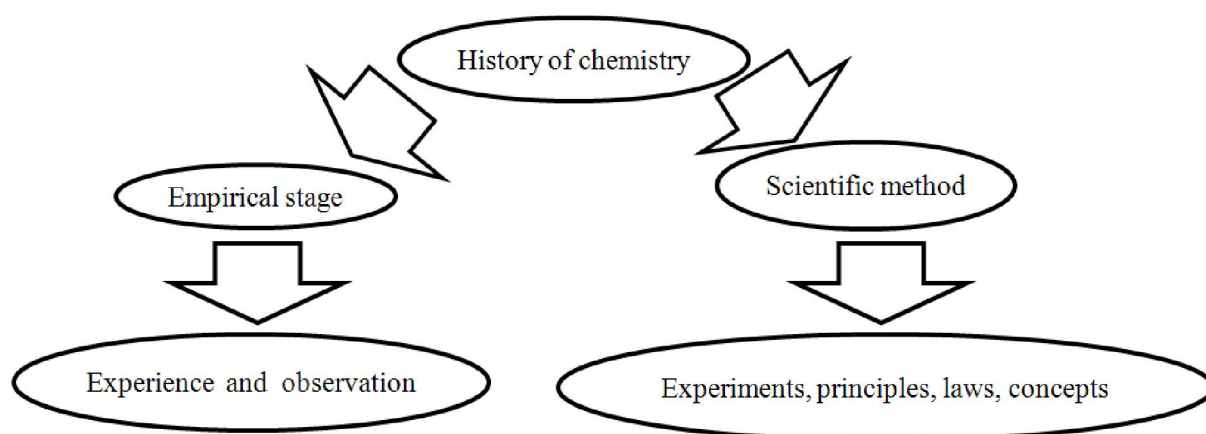 History of chemistry
Empirical stage
Scientific method
Experience and observation
Experiments, principles, laws, concepts